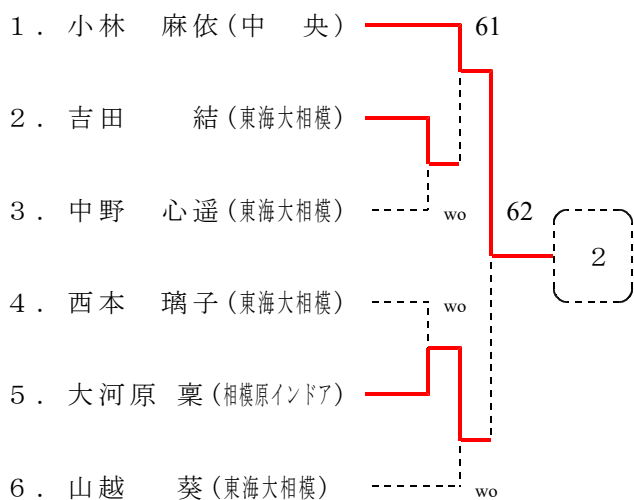 1. 小林 麻依(中 央) 61
2. 吉田 結(東海大相模)
3. 中野 心遥(東海大相模) wo 62
2
4. 西本 璃子(東海大相模) wo
5. 大河原 稟(相模原インドア)
6. 山越 葵(東海大相模) wo